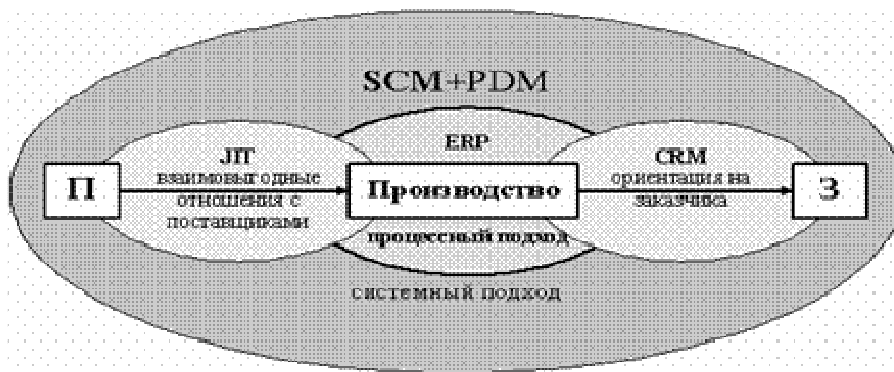 SCM+PDM
JIT
взаимовыгодные
отношения с
поставщиками
ERP
CRM
ориентация на
заказчика
П
Производство
З
процессный подход
системный подход